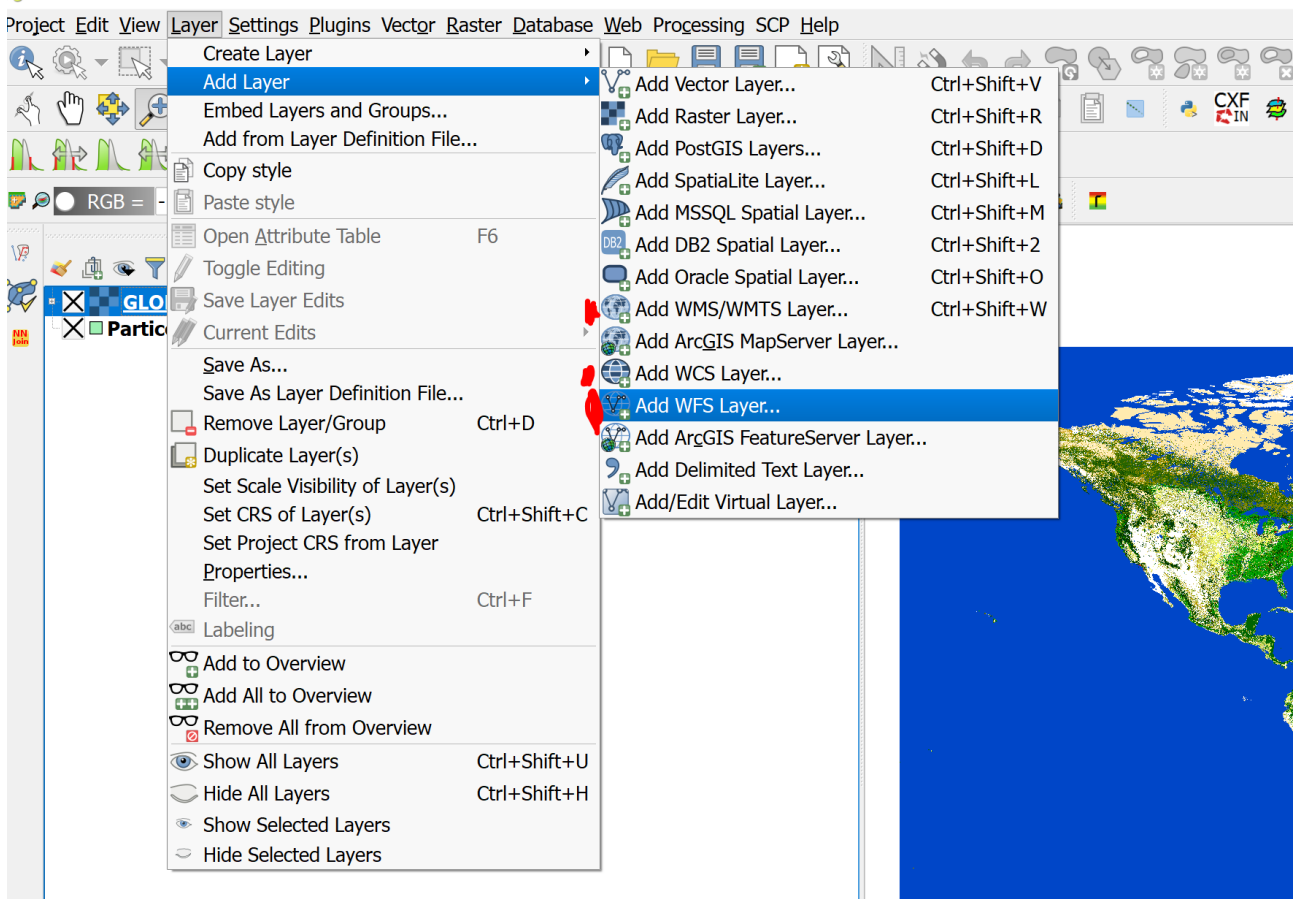 Project Edit View Layer Settings Plugins Vector Raster Database Web Processing SCP Help
Create Layer
Add Layer
Embed Layers and Groups...
Add from Layer Definition File...
Copy style
Paste style
Open Attribute Table F6
Toggle Editing
Save Layer Edits
Current Edits
Save As...
Save As Layer Definition File...
Remove Layer/Group Ctrl+D
Duplicate Layer(s)
Set Scale Visibility of Layer(s)
Set CRS of Layer(s) Ctrl+Shift+C
Set Project CRS from Layer
Properties...
Filter... Ctrl+F
abc Labeling
Add to Overview
Add All to Overview
Remove All from Overview
Show All Layers Ctrl+Shift+U
Hide All Layers Ctrl+Shift+H
Show Selected Layers
Hide Selected Layers
Add Vector Layer... Ctrl+Shift+V
Add Raster Layer... Ctrl+Shift+R
Add PostGIS Layers... Ctrl+Shift+D
Add SpatiaLite Layer... Ctrl+Shift+L
Add MSSQL Spatial Layer... Ctrl+Shift+M
DB2 Add DB2 Spatial Layer... Ctrl+Shift+2
Add Oracle Spatial Layer... Ctrl+Shift+O
Add WMS/WMTS Layer... Ctrl+Shift+W
Add ArcGIS MapServer Layer...
Add WCS Layer...
Add WFS Layer...
Add ArcGIS FeatureServer Layer...
Add Delimited Text Layer...
Add/Edit Virtual Layer...
RGB = -
GLO
Partic
NN
Join
CXF
IN